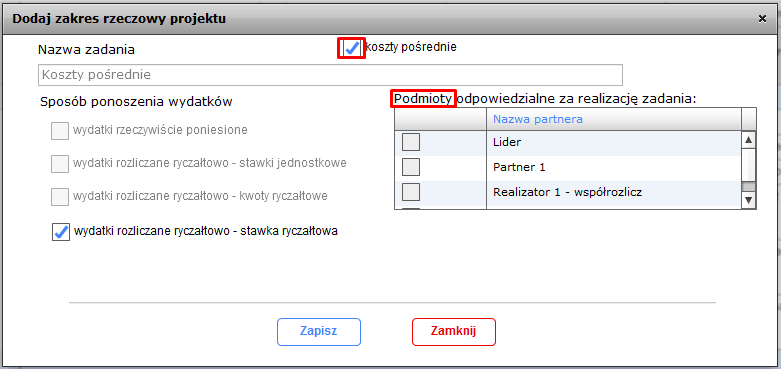 Dodaj zakres rzeczowy projektu
Nazwa zadania
koszty pośrednie
Koszty pośrednie
Sposób ponoszenia wydatków
wydatki rzeczywiście poniesione
wydatki rozliczane ryczałtowo - stawki jednostkowe
wydatki rozliczane ryczałtowo - kwoty ryczałtowe
wydatki rozliczane ryczałtowo - stawka ryczałtowa
Podmioty odpowiedzialne za realizację zadania:
Nazwa partnera
Lider
Partner 1
Realizator 1 - współrozlicz
Zapisz
Zamknij